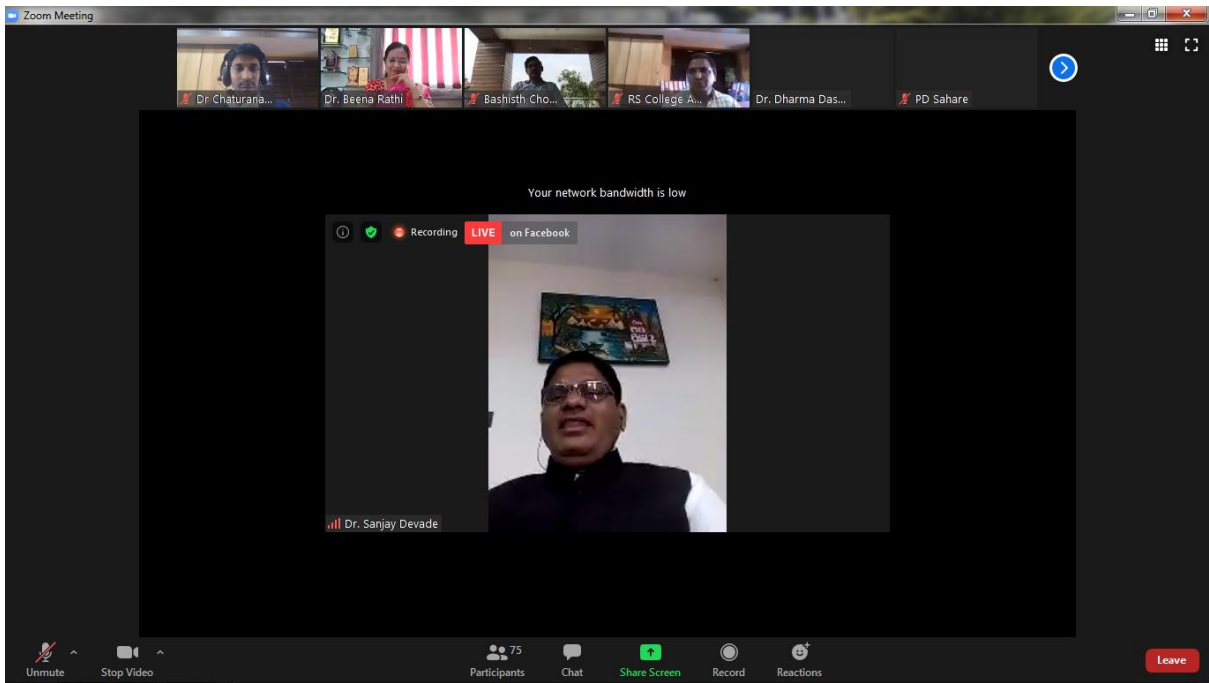 Zoom Meeting
Dr Chaturana...
Dr. Beena Rathi
Bashisth Cho...
RS College A...
Dr. Dharma Das...
PD Sahare
Your network bandwidth is low
Recording LIVE on Facebook
Dr. Sanjay Devade
75
Unmute Stop Video Participants Chat Share Screen Record Reactions Leave